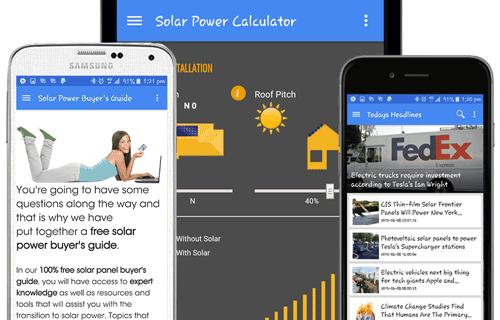 Solar Power Calculator
TALLATION
N 0
Roof Pitch
N
40%
Without Solar
With Solar
SAMSUNG
91% 1:21 pm
Solar Power Buyer's Guide
You're going to have some
questions along the way and
that is why we have
put together a free solar
power buyer's guide.
In our 100% free solar panel buyer's
guide, you will have access to expert
knowledge as well as resources and
tools that will assist you with the
transition to solar power. Topics that
91% 1:20 pm
Todays Headlines
FedEx
Express
Electric trucks require investment
according to Tesla's Ian Wright
CIS Thin-film Solar Frontier
Panels Will Power New York...
Photovoltaic solar panels to power
Tesla's Supercharger stations
Electric vehicles next big thing
for tech giants Apple, Google...
Climate Change Studies Find
That Humans Are The Primary...